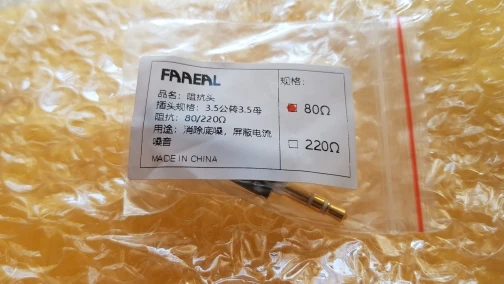 FAAEAL
品名：阻抗头
插头规格：3.5公转3.5母
阻抗：80/220Ω
用途：消除底噪，屏蔽电流
噪音
MADE IN CHINA
规格：
80Ω
220Ω